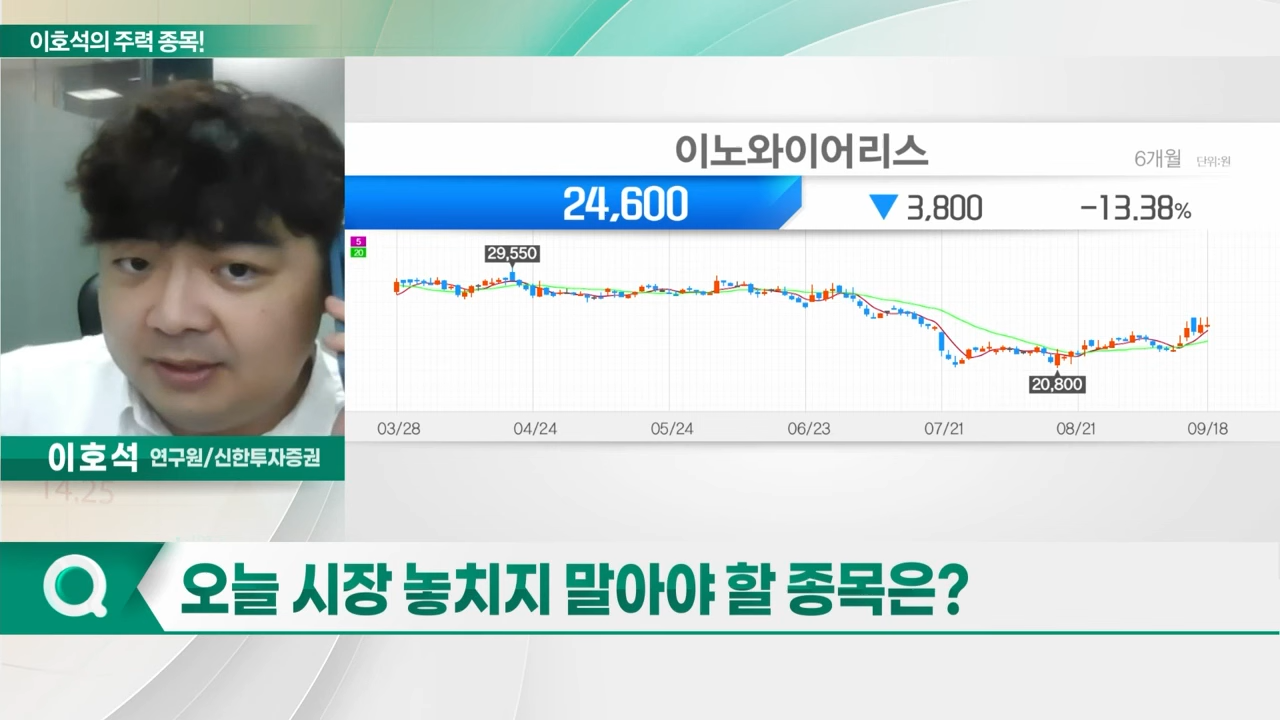 이호석의 주력 종목!
이노와이어리스
6개월 단위:원
24,600 ▼ 3,800 -13.38%
5
20
29,550
20,800
03/28 04/24 05/24 06/23 07/21 08/21 09/18
이호석 연구원/신한투자증권
14.25
오늘 시장 놓치지 말아야 할 종목은?